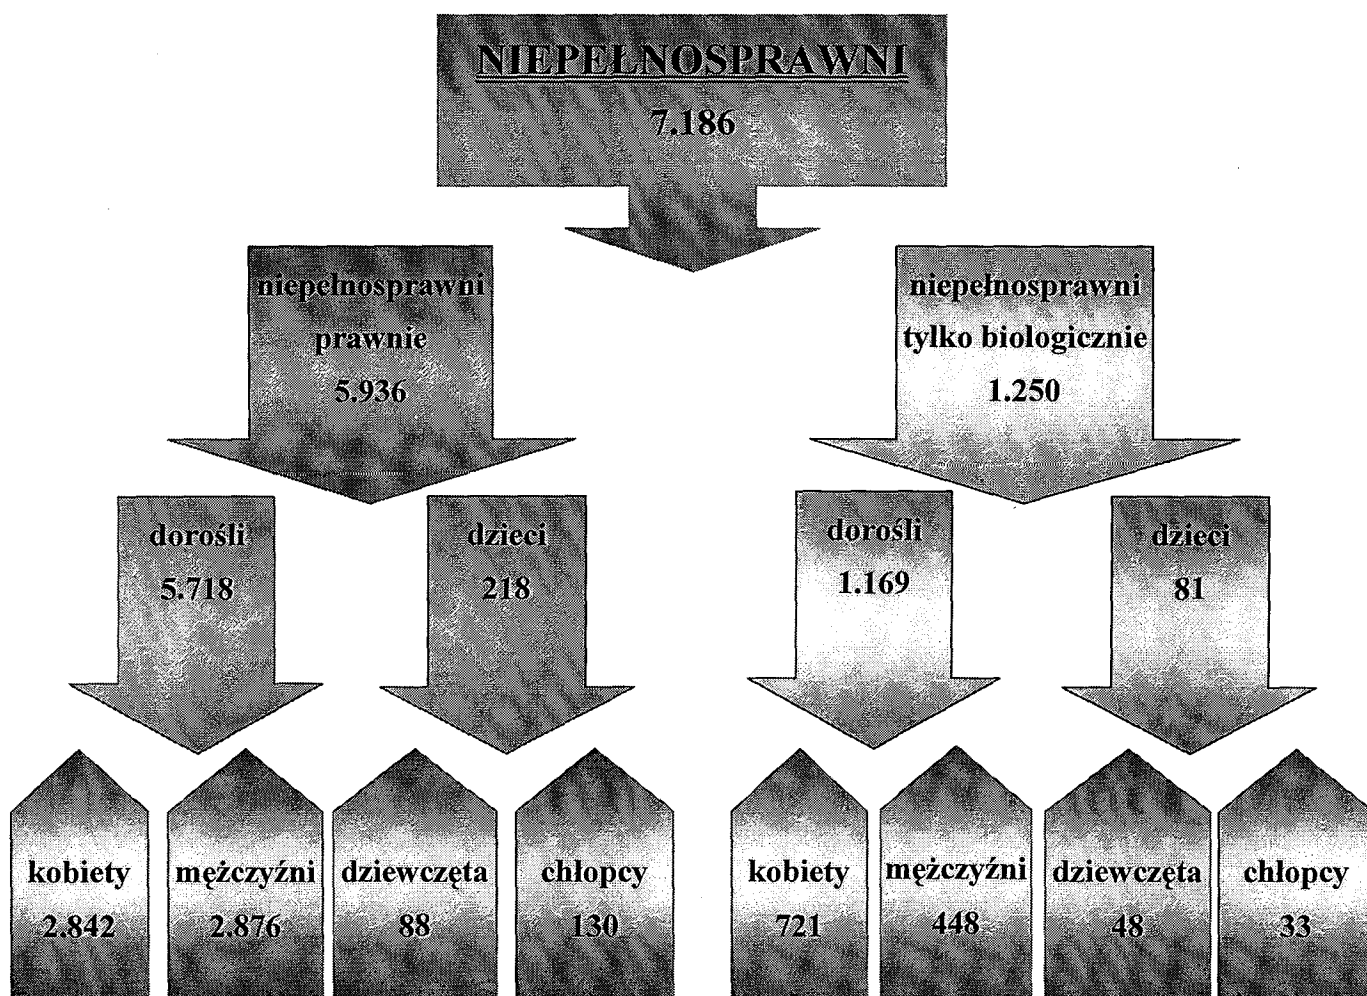 NIEPEŁNOSPRAWNI
7.186
niepełnosprawni
prawnie
5.936
niepełnosprawni
tylko biologicznie
1.250
dorośli
5.718
dzieci
218
dorośli
1.169
dzieci
81
kobiety
2.842
mężczyźni
2.876
dziewczęta
88
chłopcy
130
kobiety
721
mężczyźni
448
dziewczęta
48
chłopcy
33